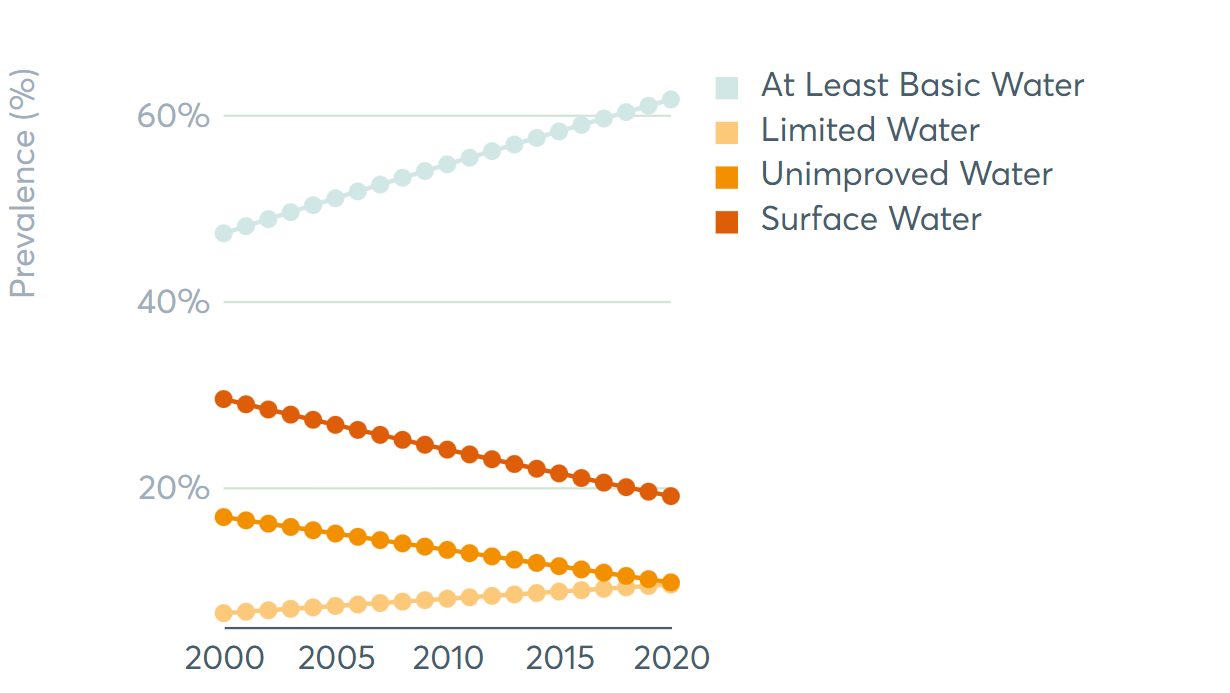 Prevalence (%)
60%
40%
20%
2000 2005 2010 2015 2020
At Least Basic Water
Limited Water
Unimproved Water
Surface Water